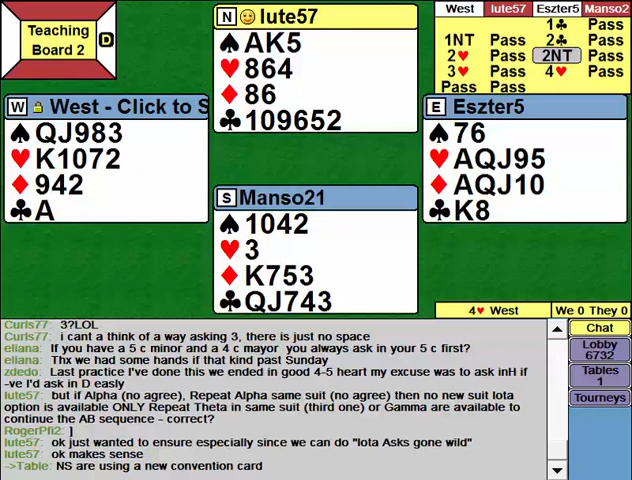 Teaching
Board 2
D
N lute57
♠ AK5
♥ 864
♦ 86
♣ 109652
West lute57 Eszter5 Manso2
1♣ Pass
1NT Pass 2♣ Pass
2♥ Pass 2NT Pass
3♥ Pass 4♥ Pass
Pass Pass
W West - Click to S
♠ QJ983
♥ K1072
♦ 942
♣ A
E Eszter5
♠ 76
♥ AQJ95
♦ AQJ10
♣ K8
S Manso21
♠ 1042
♥ 3
♦ K753
♣ QJ743
4♥ West We 0 They 0
Curls77: 3?LOL
Curls77: i cant a think of a way asking 3, there is just no space
eliana: If you have a 5 c minor and a 4 c mayor you always ask in your 5 c first?
eliana: Thx we had some hands if that kind past Sunday
zdedo: Last practice I've done this we ended in good 4-5 heart my excuse was to ask inH if
-ve I'd ask in D easily
lute57: but if Alpha (no agree), Repeat Alpha same suit (no agree) then no new suit Iota
option is available ONLY Repeat Theta in same suit (third one) or Gamma are available to
continue the AB sequence - correct?
RogerPfi2: ]
lute57: ok just wanted to ensure especially since we can do "Iota Asks gone wild"
lute57: ok makes sense
->Table: NS are using a new convention card
Chat
Lobby
6732
Tables
1
Tourneys